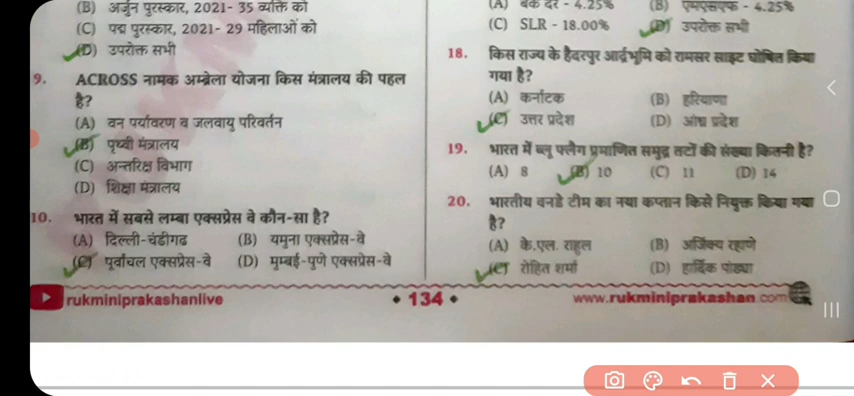 (B) अर्जुन पुरस्कार, 2021- 35 व्यक्ति को
(C) पद्म पुरस्कार, 2021- 29 महिलाओं को
(D) उपरोक्त सभी
9. ACROSS नामक अम्ब्रेला योजना किस मंत्रालय की पहल
है?
(A) वन पर्यावरण व जलवायु परिवर्तन
(B) पृथ्वी मंत्रालय
(C) अन्तरिक्ष विभाग
(D) शिक्षा मंत्रालय
10. भारत में सबसे लम्बा एक्सप्रेस वे कौन-सा है?
(A) दिल्ली-चंडीगढ (B) यमुना एक्सप्रेस-वे
(C) पूर्वांचल एक्सप्रेस-वे (D) मुम्बई-पुणे एक्सप्रेस-वे
(A) बैंक दर - 4.25% (B) एमएसएफ - 4.25%
(C) SLR - 18.00% (D) उपरोक्त सभी
18. किस राज्य के हैदरपुर आर्द्रभूमि को रामसर साइट घोषित किया
गया है?
(A) कर्नाटक (B) हरियाणा
(C) उत्तर प्रदेश (D) आंध्र प्रदेश
19. भारत में ब्लू फ्लैग प्रमाणित समुद्र तटों की संख्या कितनी है?
(A) 8 (B) 10 (C) 11 (D) 14
20. भारतीय वनडे टीम का नया कप्तान किसे नियुक्त किया गया
है?
(A) के.एल. राहुल (B) अजिंक्य रहाणे
(C) रोहित शर्मा (D) हार्दिक पांड्या
rukminiprakashanlive • 134 • www.rukminiprakashan.com